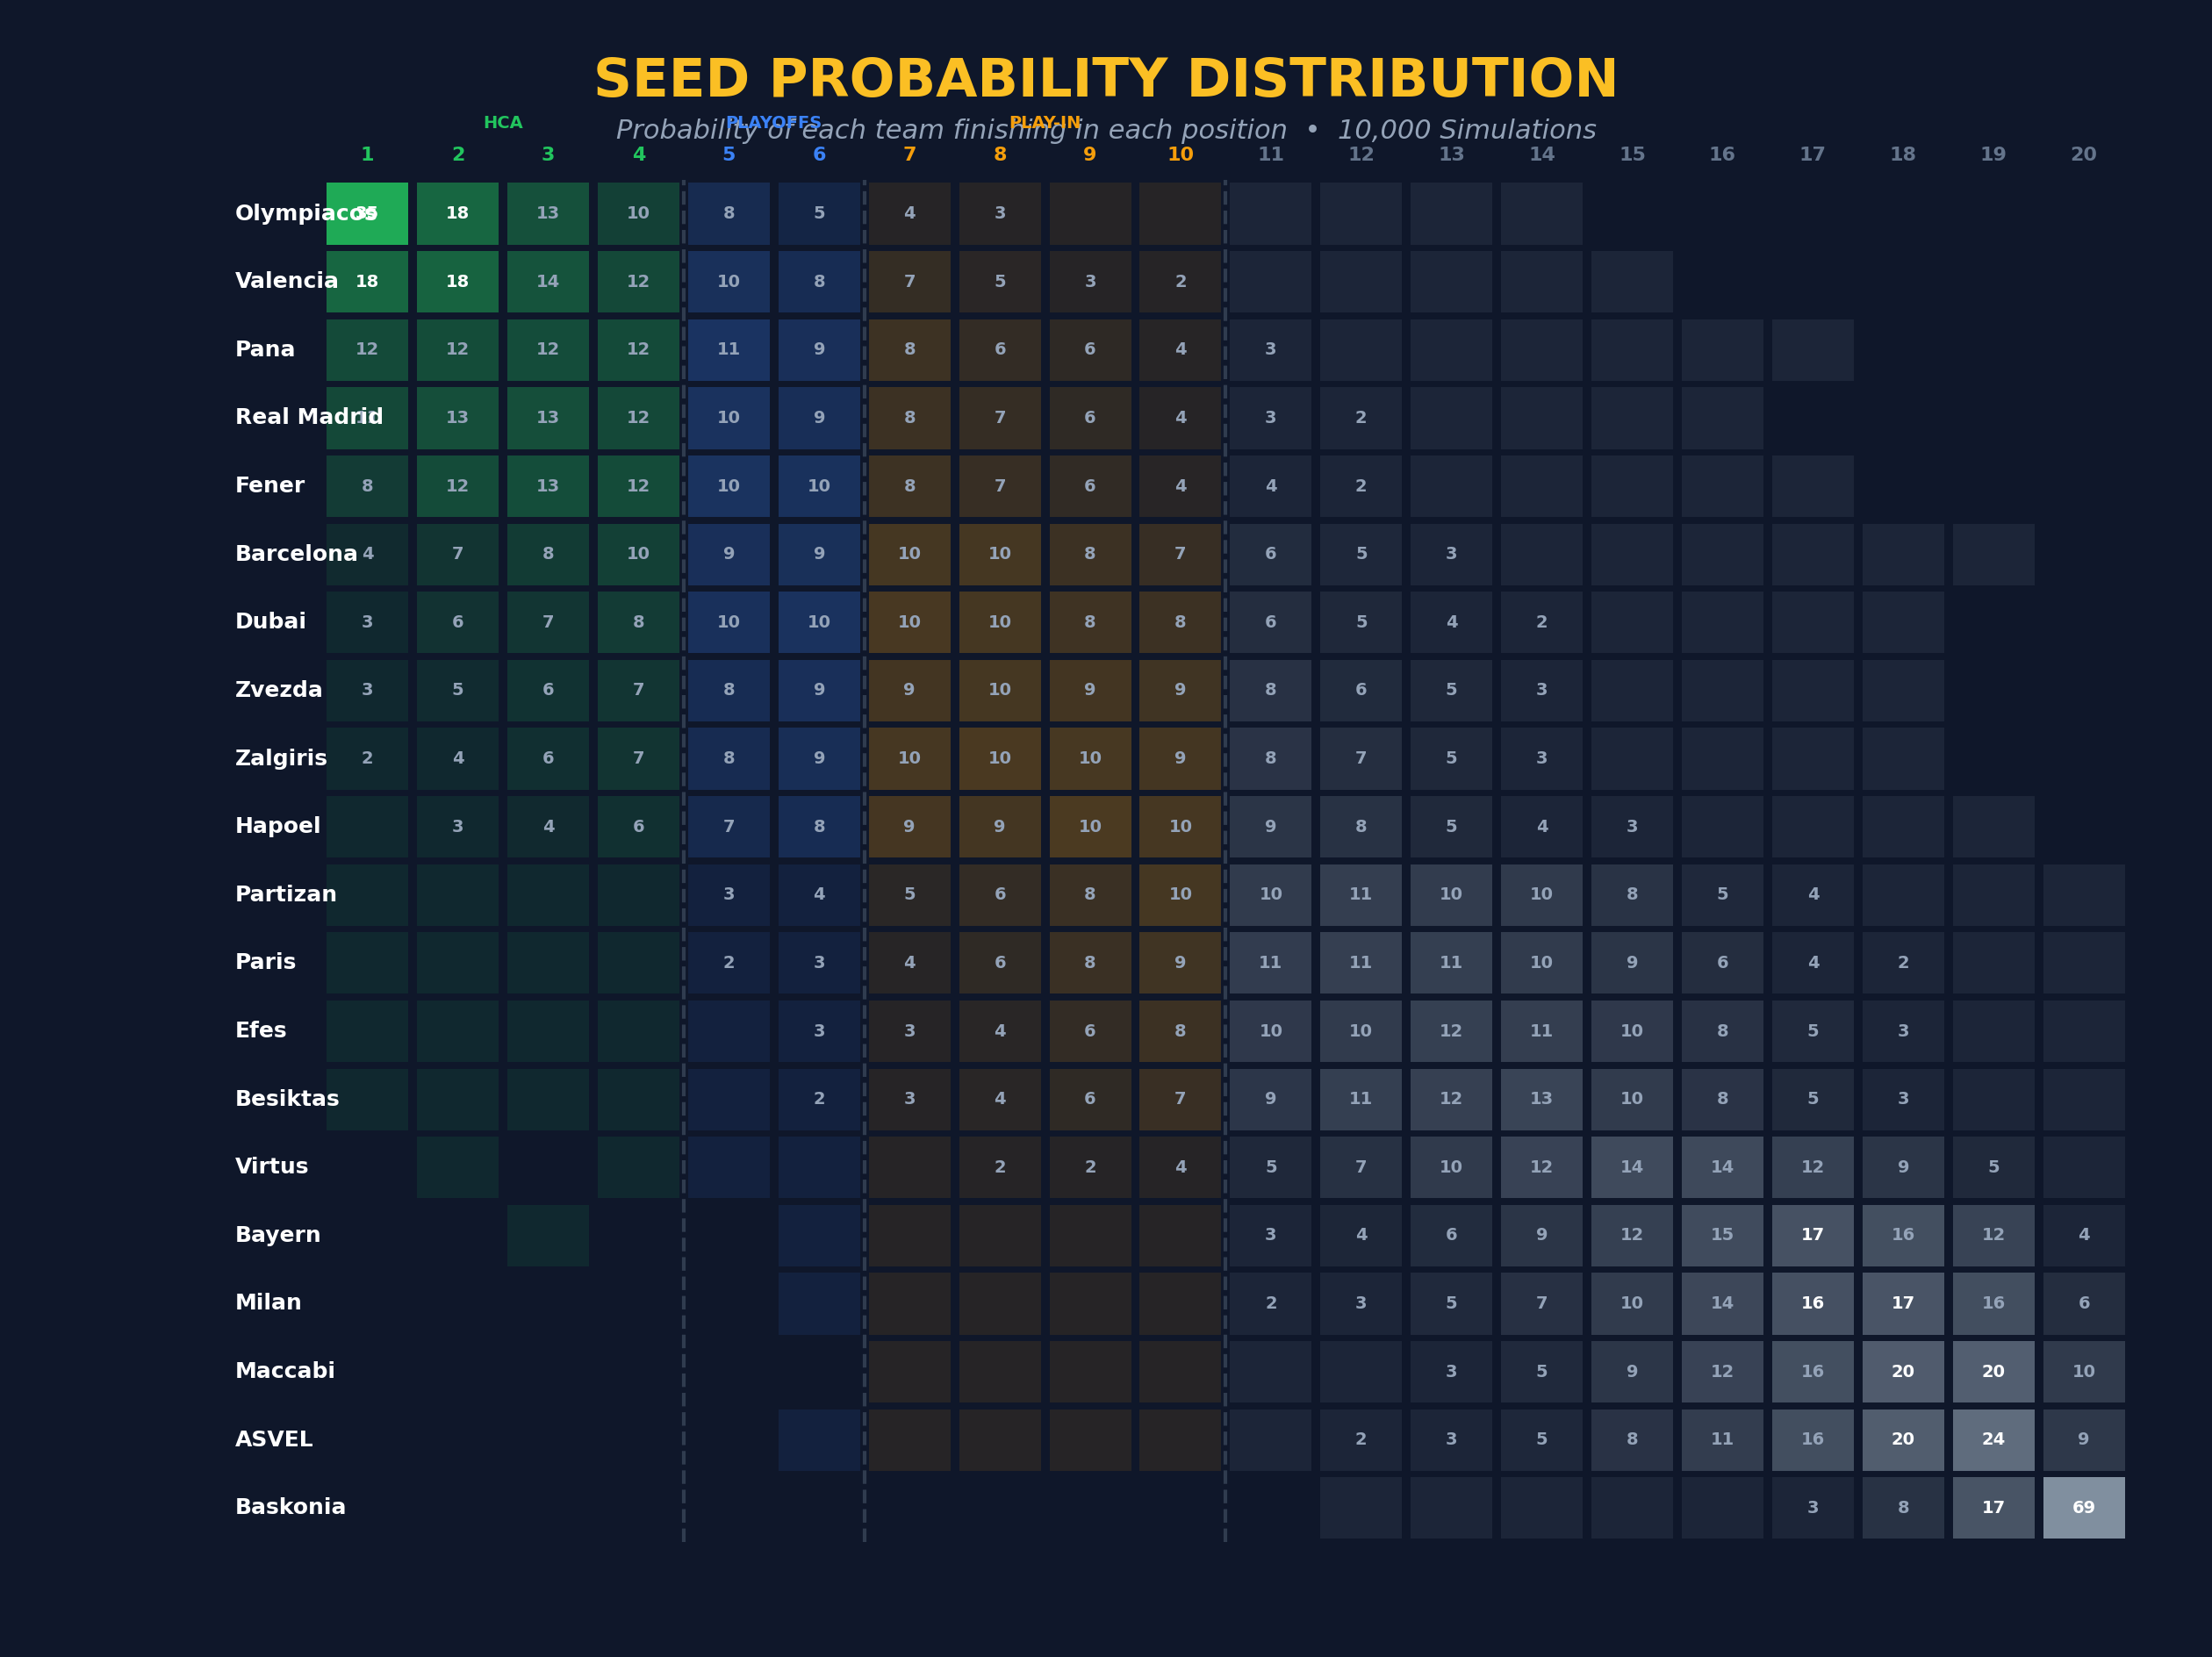 SEED PROBABILITY DISTRIBUTION
HCA PLAYOFFS PLAY-IN
Probability of each team finishing in each position • 10,000 Simulations
1 2 3 4 5 6 7 8 9 10 11 12 13 14 15 16 17 18 19 20
Olympiacos 18 13 10 8 5 4 3
Valencia 18 18 14 12 10 8 7 5 3 2
Pana 12 12 12 12 11 9 8 6 6 4 3
Real Madrid 13 13 12 10 9 8 7 6 4 3 2
Fener 8 12 13 12 10 10 8 7 6 4 4 2
Barcelona 4 7 8 10 9 9 10 10 8 7 6 5 3
Dubai 3 6 7 8 10 10 10 10 8 8 6 5 4 2
Zvezda 3 5 6 7 8 9 9 10 9 9 8 6 5 3
Zalgiris 2 4 6 7 8 9 10 10 10 9 8 7 5 3
Hapoel 3 4 6 7 8 9 9 10 10 9 8 5 4 3
Partizan 3 4 5 6 8 10 10 11 10 10 8 5 4
Paris 2 3 4 6 8 9 11 11 11 10 9 6 4 2
Efes 3 3 4 6 8 10 10 12 11 10 8 5 3
Besiktas 2 3 4 6 7 9 11 12 13 10 8 5 3
Virtus 2 2 4 5 7 10 12 14 14 12 9 5
Bayern 3 4 6 9 12 15 17 16 12 4
Milan 2 3 5 7 10 14 16 17 16 6
Maccabi 3 5 9 12 16 20 20 10
ASVEL 2 3 5 8 11 16 20 24 9
Baskonia 3 8 17 69